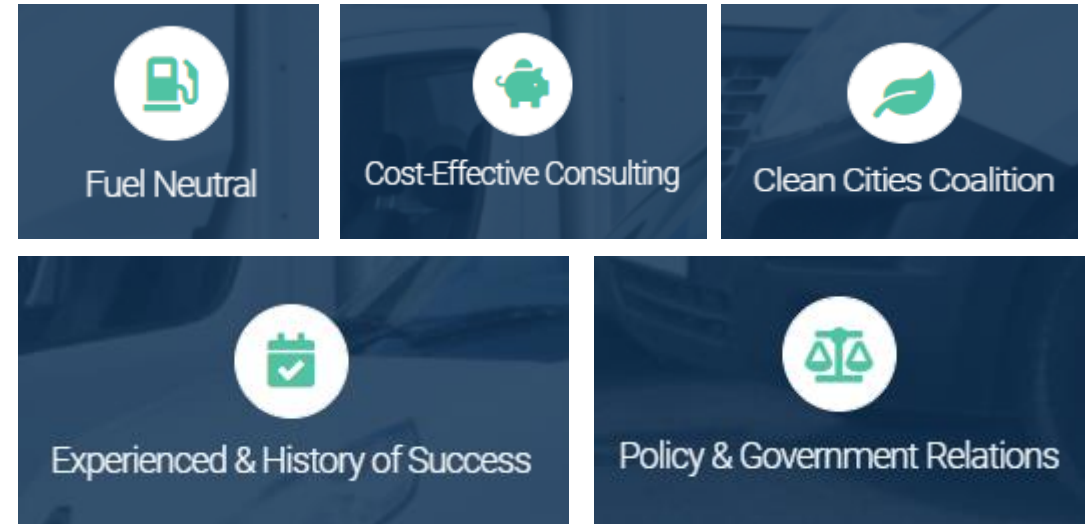 Fuel Neutral
Cost-Effective Consulting
Clean Cities Coalition
Experienced & History of Success
Policy & Government Relations